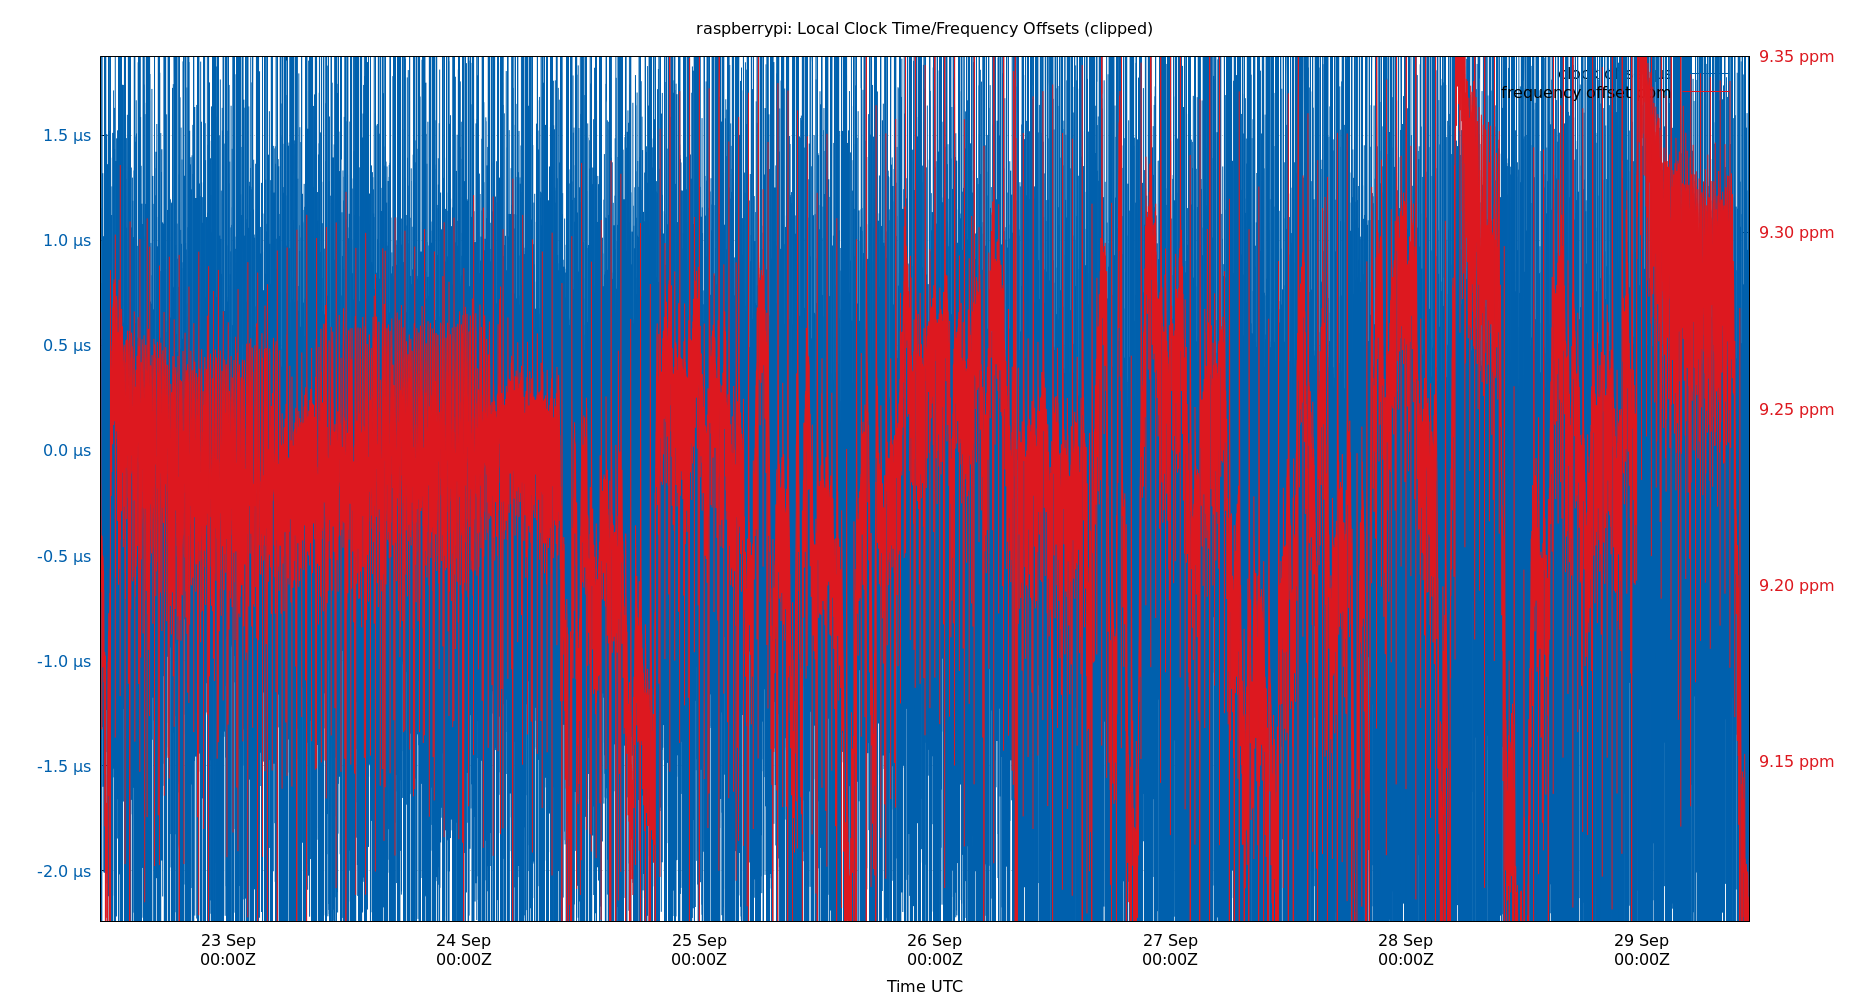 raspberrypi: Local Clock Time/Frequency Offsets (clipped)
9.35 ppm
frequency offset
1.5 µs
1.0 µs
9.30 ppm
0.5 µs
9.25 ppm
0.0 µs
-0.5 µs
9.20 ppm
-1.0 µs
-1.5 µs
9.15 ppm
-2.0 µs
23 Sep
00:00Z
24 Sep
00:00Z
25 Sep
00:00Z
26 Sep
00:00Z
27 Sep
00:00Z
28 Sep
00:00Z
29 Sep
00:00Z
Time UTC